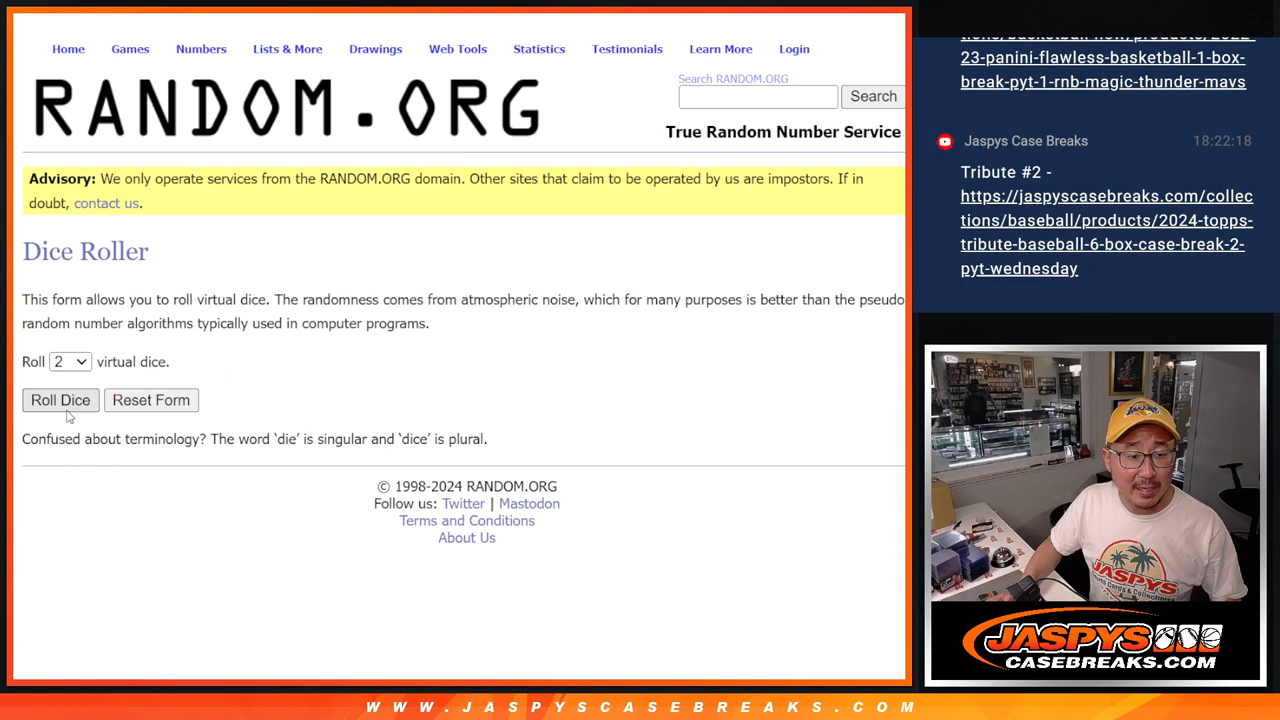 Home Games Numbers Lists & More Drawings Web Tools Statistics Testimonials Learn More Login
RANDOM.ORG
Search RANDOM.ORG
Search
True Random Number Service
Advisory: We only operate services from the RANDOM.ORG domain. Other sites that claim to be operated by us are impostors. If in
doubt, contact us.
Dice Roller
This form allows you to roll virtual dice. The randomness comes from atmospheric noise, which for many purposes is better than the pseudo
random number algorithms typically used in computer programs.
Roll 2 virtual dice.
Roll Dice Reset Form
Confused about terminology? The word ‘die’ is singular and ‘dice’ is plural.
© 1998-2024 RANDOM.ORG
Follow us: Twitter | Mastodon
Terms and Conditions
About Us
tions/basketball-new/products/2022-
23-panini-flawless-basketball-1-box-
break-pyt-1-rnb-magic-thunder-mavs
Jaspys Case Breaks 18:22:18
Tribute #2 -
https://jaspyscasebreaks.com/collec
tions/baseball/products/2024-topps-
tribute-baseball-6-box-case-break-2-
pyt-wednesday
JASPYS
JASPYS
CASEBREAKS.COM
WWW.JASPYSCASEBREAKS.COM